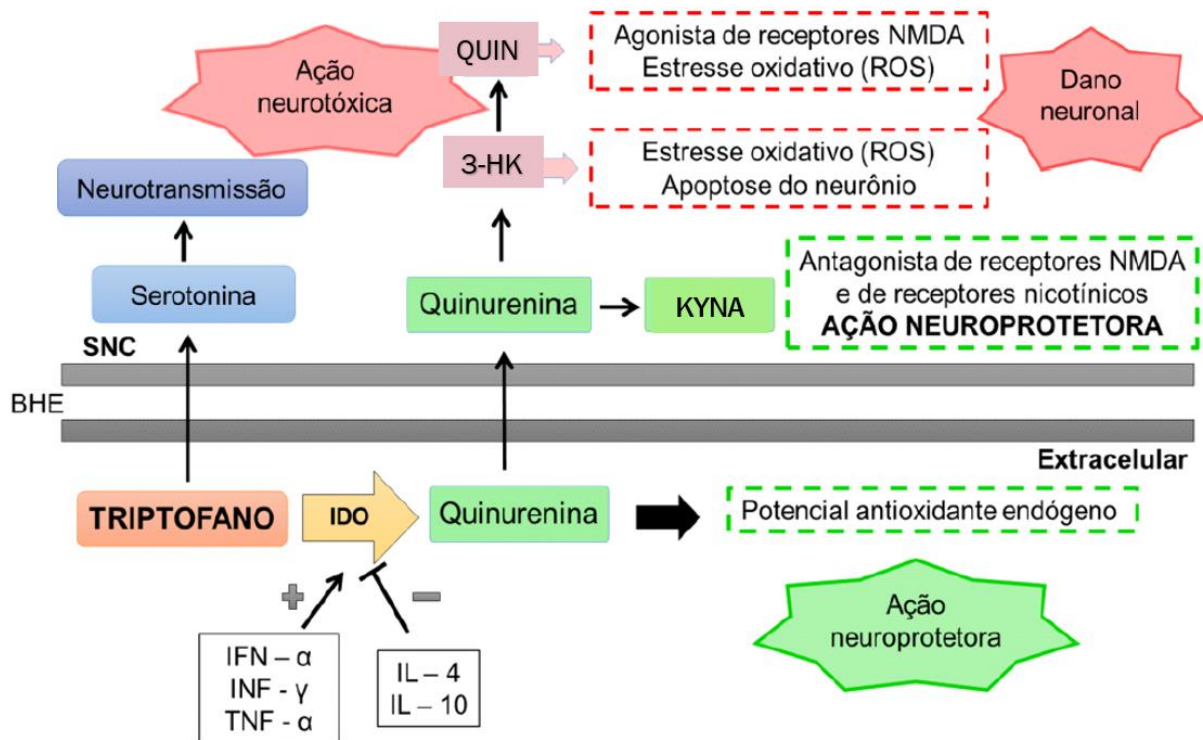 Ação
neurotóxica
QUIN
Agonista de receptores NMDA
Estresse oxidativo (ROS)
Dano
neuronal
3-HK
Estresse oxidativo (ROS)
Apoptose do neurônio
Neurotransmissão
Serotonina
Quinurenina
KYNA
Antagonista de receptores NMDA
e de receptores nicotínicos
AÇÃO NEUROPROTETORA
SNC
BHE
Extracelular
TRIPTOFANO
IDO
Quinurenina
Potencial antioxidante endógeno
+
−
IFN – α
INF - γ
TNF - α
IL – 4
IL – 10
Ação
neuroprotetora